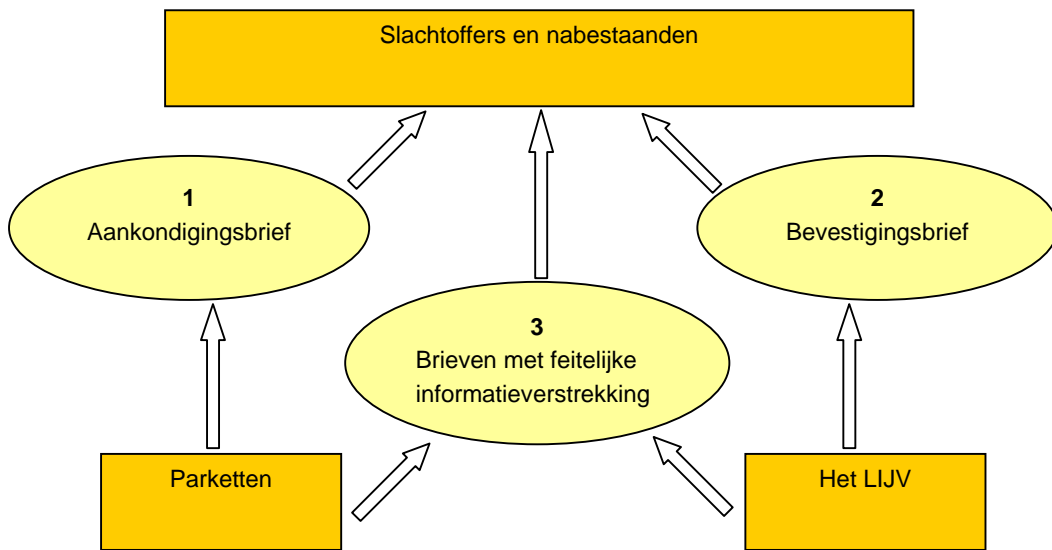 Slachtoffers en nabestaanden
1
Aankondigingsbrief
2
Bevestigingsbrief
3
Brieven met feitelijke
informatieverstrekking
Parketten
Het LIJV